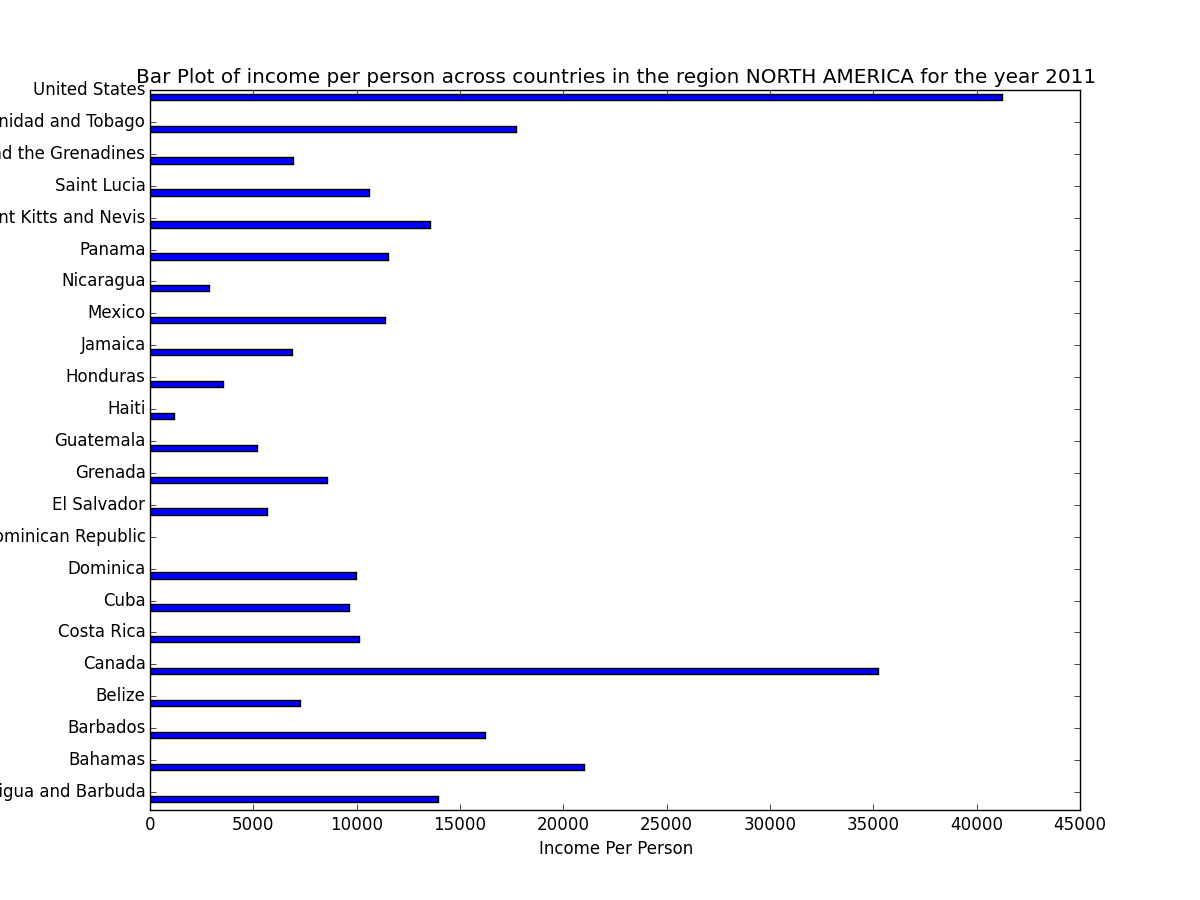 Bar Plot of income per person across countries in the region NORTH AMERICA for the year 2011
United States
nidad and Tobago
d the Grenadines
Saint Lucia
nt Kitts and Nevis
Panama
Nicaragua
Mexico
Jamaica
Honduras
Haiti
Guatemala
Grenada
El Salvador
ominican Republic
Dominica
Cuba
Costa Rica
Canada
Belize
Barbados
Bahamas
igua and Barbuda
0 5000 10000 15000 20000 25000 30000 35000 40000 45000
Income Per Person